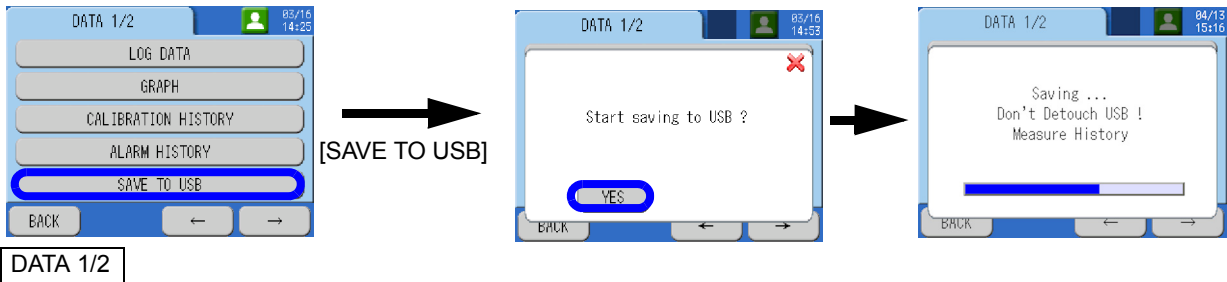 DATA 1/2
03/16
14:25
LOG DATA
GRAPH
CALIBRATION HISTORY
ALARM HISTORY
SAVE TO USB
BACK
←
→
[SAVE TO USB]
DATA 1/2
03/16
14:53
Start saving to USB ?
YES
BACK
←
→
DATA 1/2
04/13
15:16
Saving ...
Don't Detouch USB !
Measure History
BACK
←
→
DATA 1/2